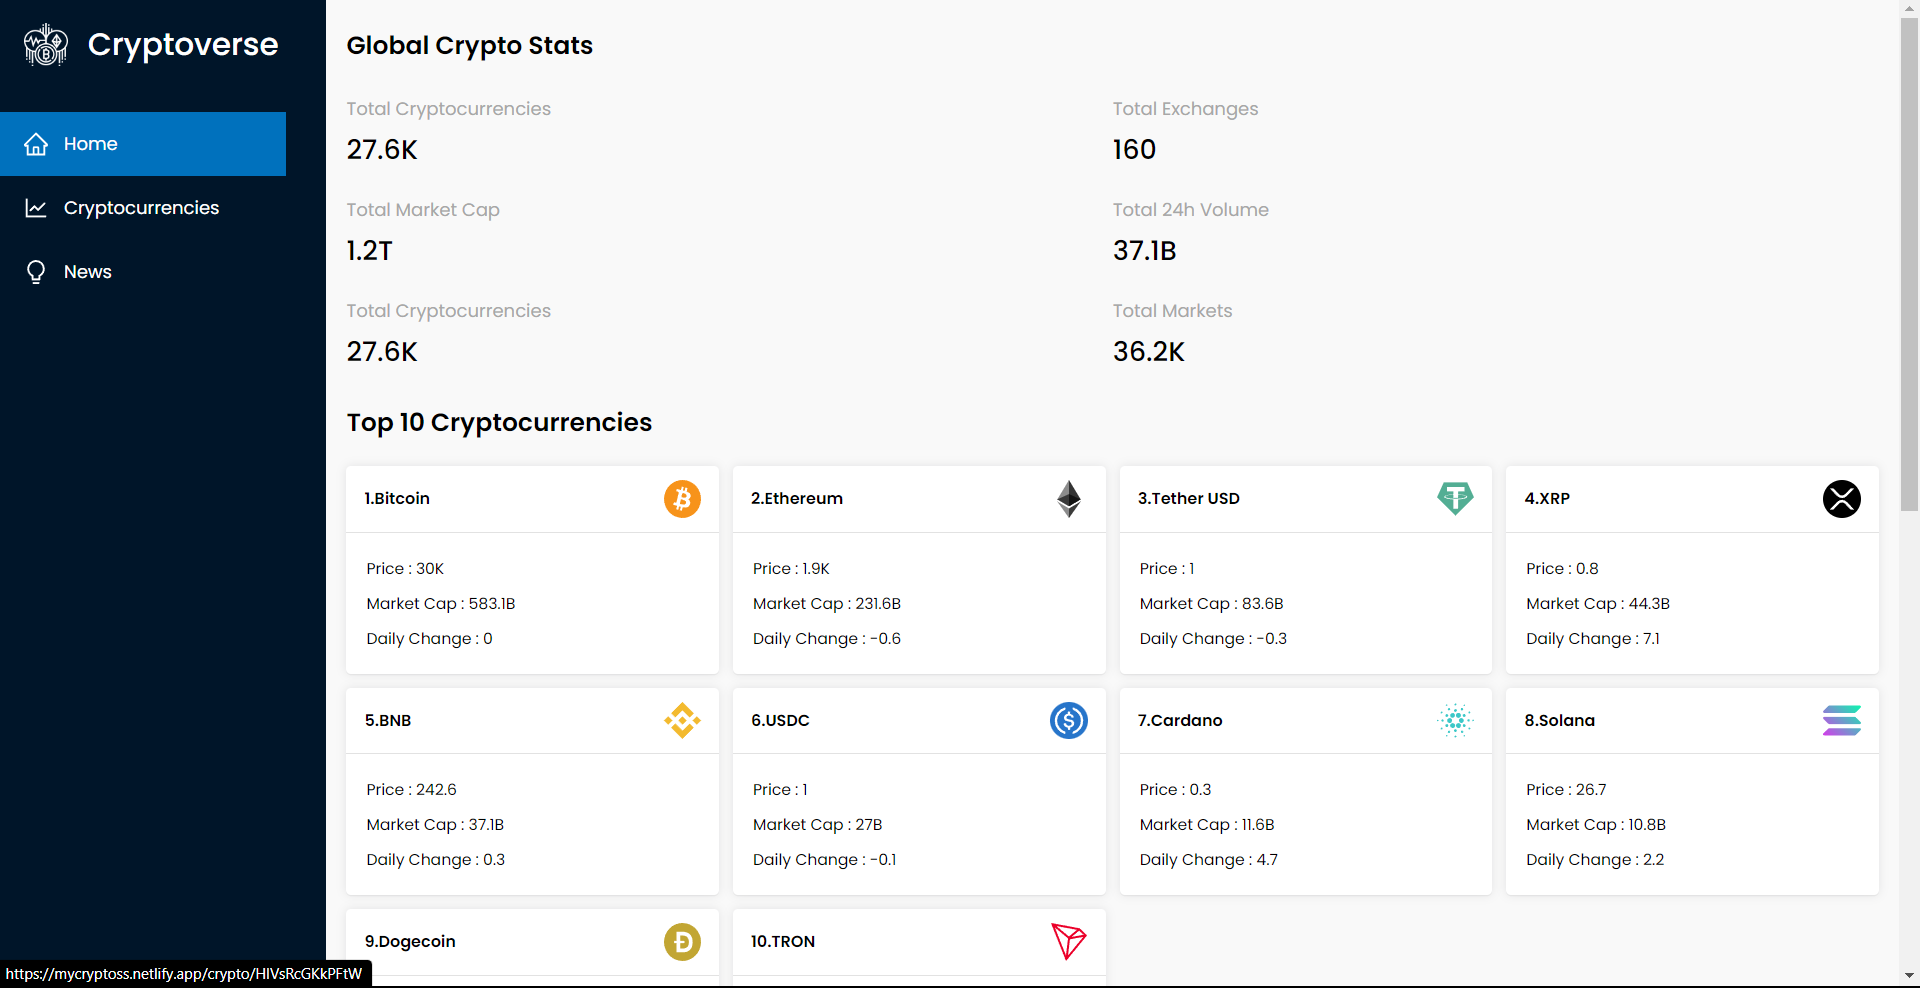 Cryptoverse
Home
Cryptocurrencies
News
Global Crypto Stats
Total Cryptocurrencies
27.6K
Total Exchanges
160
Total Market Cap
1.2T
Total 24h Volume
37.1B
Total Cryptocurrencies
27.6K
Total Markets
36.2K
Top 10 Cryptocurrencies
1.Bitcoin
Price : 30K
Market Cap : 583.1B
Daily Change : 0
2.Ethereum
Price : 1.9K
Market Cap : 231.6B
Daily Change : -0.6
3.Tether USD
Price : 1
Market Cap : 83.6B
Daily Change : -0.3
4.XRP
Price : 0.8
Market Cap : 44.3B
Daily Change : 7.1
5.BNB
Price : 242.6
Market Cap : 37.1B
Daily Change : 0.3
6.USDC
Price : 1
Market Cap : 27B
Daily Change : -0.1
7.Cardano
Price : 0.3
Market Cap : 11.6B
Daily Change : 4.7
8.Solana
Price : 26.7
Market Cap : 10.8B
Daily Change : 2.2
9.Dogecoin
10.TRON
https://mycryptoss.netlify.app/crypto/HIVsRcGKkPFtW